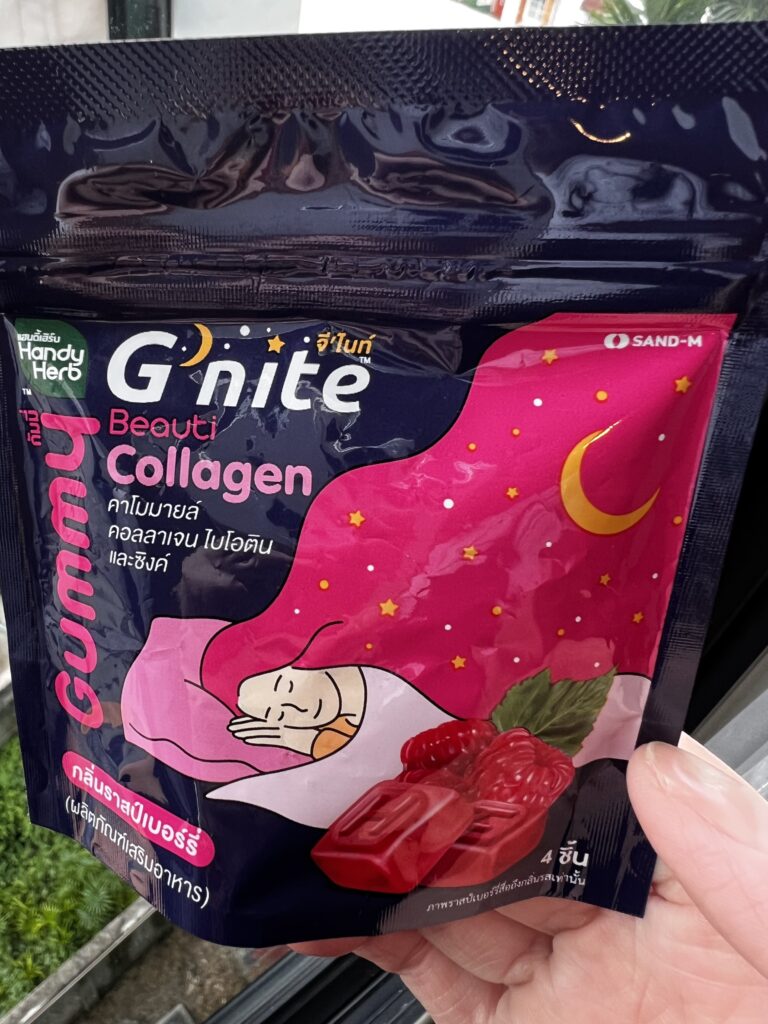 แฮนดี้เฮิร์บ
Handy
Herb
TM
G'nite
จี'ไนท์
TM
SAND-M
Gummy
กัมมี่
Beauti
Collagen
คาโมมายล์
คอลลาเจน ไบโอติน
และซิงค์
กลิ่นราสป์เบอร์รี่
(ผลิตภัณฑ์เสริมอาหาร)
4 ชิ้น
ภาพราสป์เบอร์รี่สื่อถึงกลิ่นรสเท่านั้น